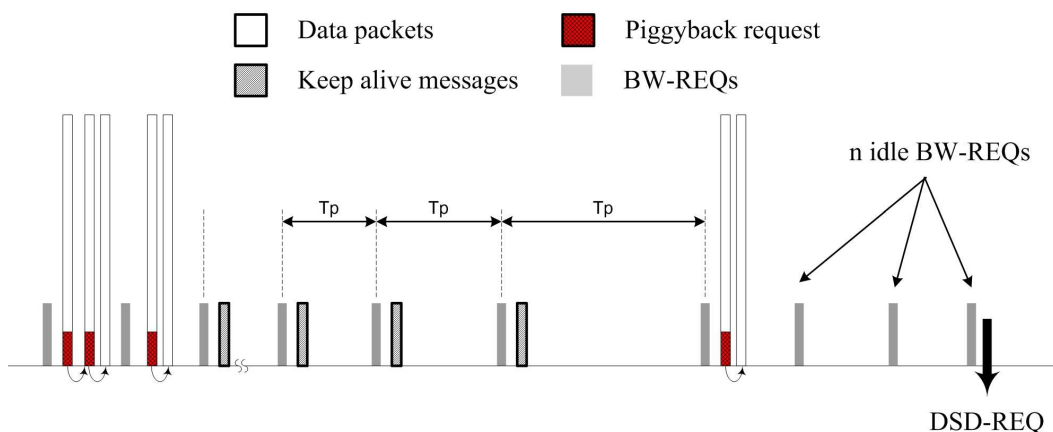 Data packets
Piggyback request
Keep alive messages
BW-REQs
n idle BW-REQs
Tp
Tp
Tp
DSD-REQ